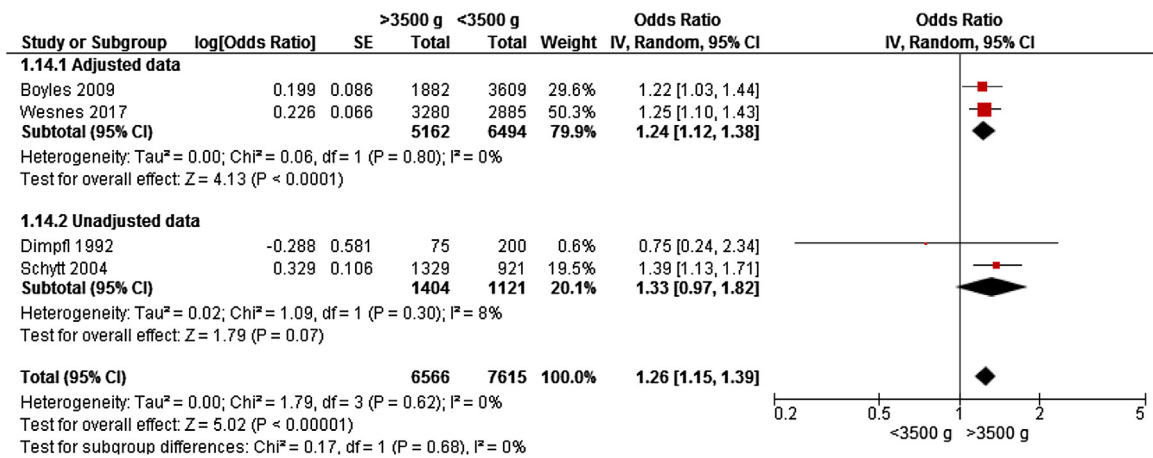 >3500 g <3500 g Odds Ratio Odds Ratio
Study or Subgroup log[Odds Ratio] SE Total Total Weight IV, Random, 95% CI IV, Random, 95% CI
1.14.1 Adjusted data
Boyles 2009 0.199 0.086 1882 3609 29.6% 1.22 [1.03, 1.44]
Wesnes 2017 0.226 0.066 3280 2885 50.3% 1.25 [1.10, 1.43]
Subtotal (95% CI) 5162 6494 79.9% 1.24 [1.12, 1.38]
Heterogeneity: Tau² = 0.00; Chi² = 0.06, df = 1 (P = 0.80); I² = 0%
Test for overall effect: Z = 4.13 (P < 0.0001)
1.14.2 Unadjusted data
Dimpfl 1992 -0.288 0.581 75 200 0.6% 0.75 [0.24, 2.34]
Schytt 2004 0.329 0.106 1329 921 19.5% 1.39 [1.13, 1.71]
Subtotal (95% CI) 1404 1121 20.1% 1.33 [0.97, 1.82]
Heterogeneity: Tau² = 0.02; Chi² = 1.09, df = 1 (P = 0.30); I² = 8%
Test for overall effect: Z = 1.79 (P = 0.07)
Total (95% CI) 6566 7615 100.0% 1.26 [1.15, 1.39]
Heterogeneity: Tau² = 0.00; Chi² = 1.79, df = 3 (P = 0.62); I² = 0%
Test for overall effect: Z = 5.02 (P < 0.00001)
Test for subgroup differences: Chi² = 0.17, df = 1 (P = 0.68), I² = 0%
0.2 0.5 1 2 5
<3500 g >3500 g